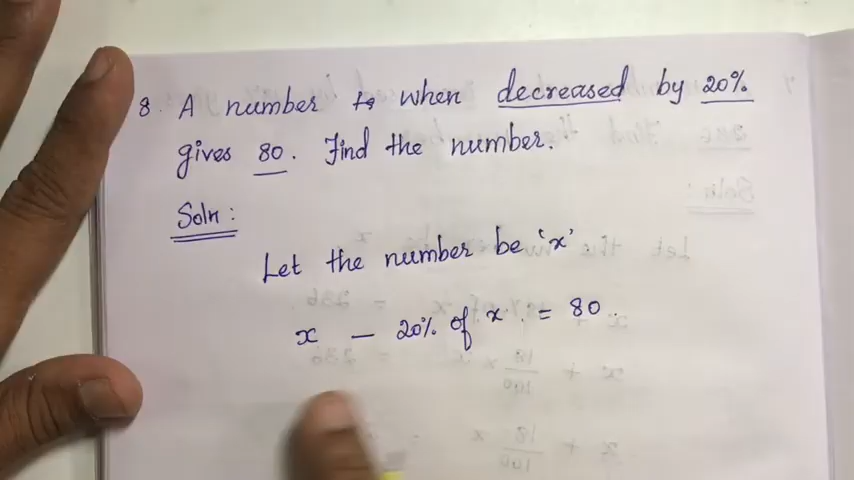 8. A number is when decreased by 20%
gives 80. Find the number.
Soln:
Let the number be 'x'
x — 20% of x = 80.